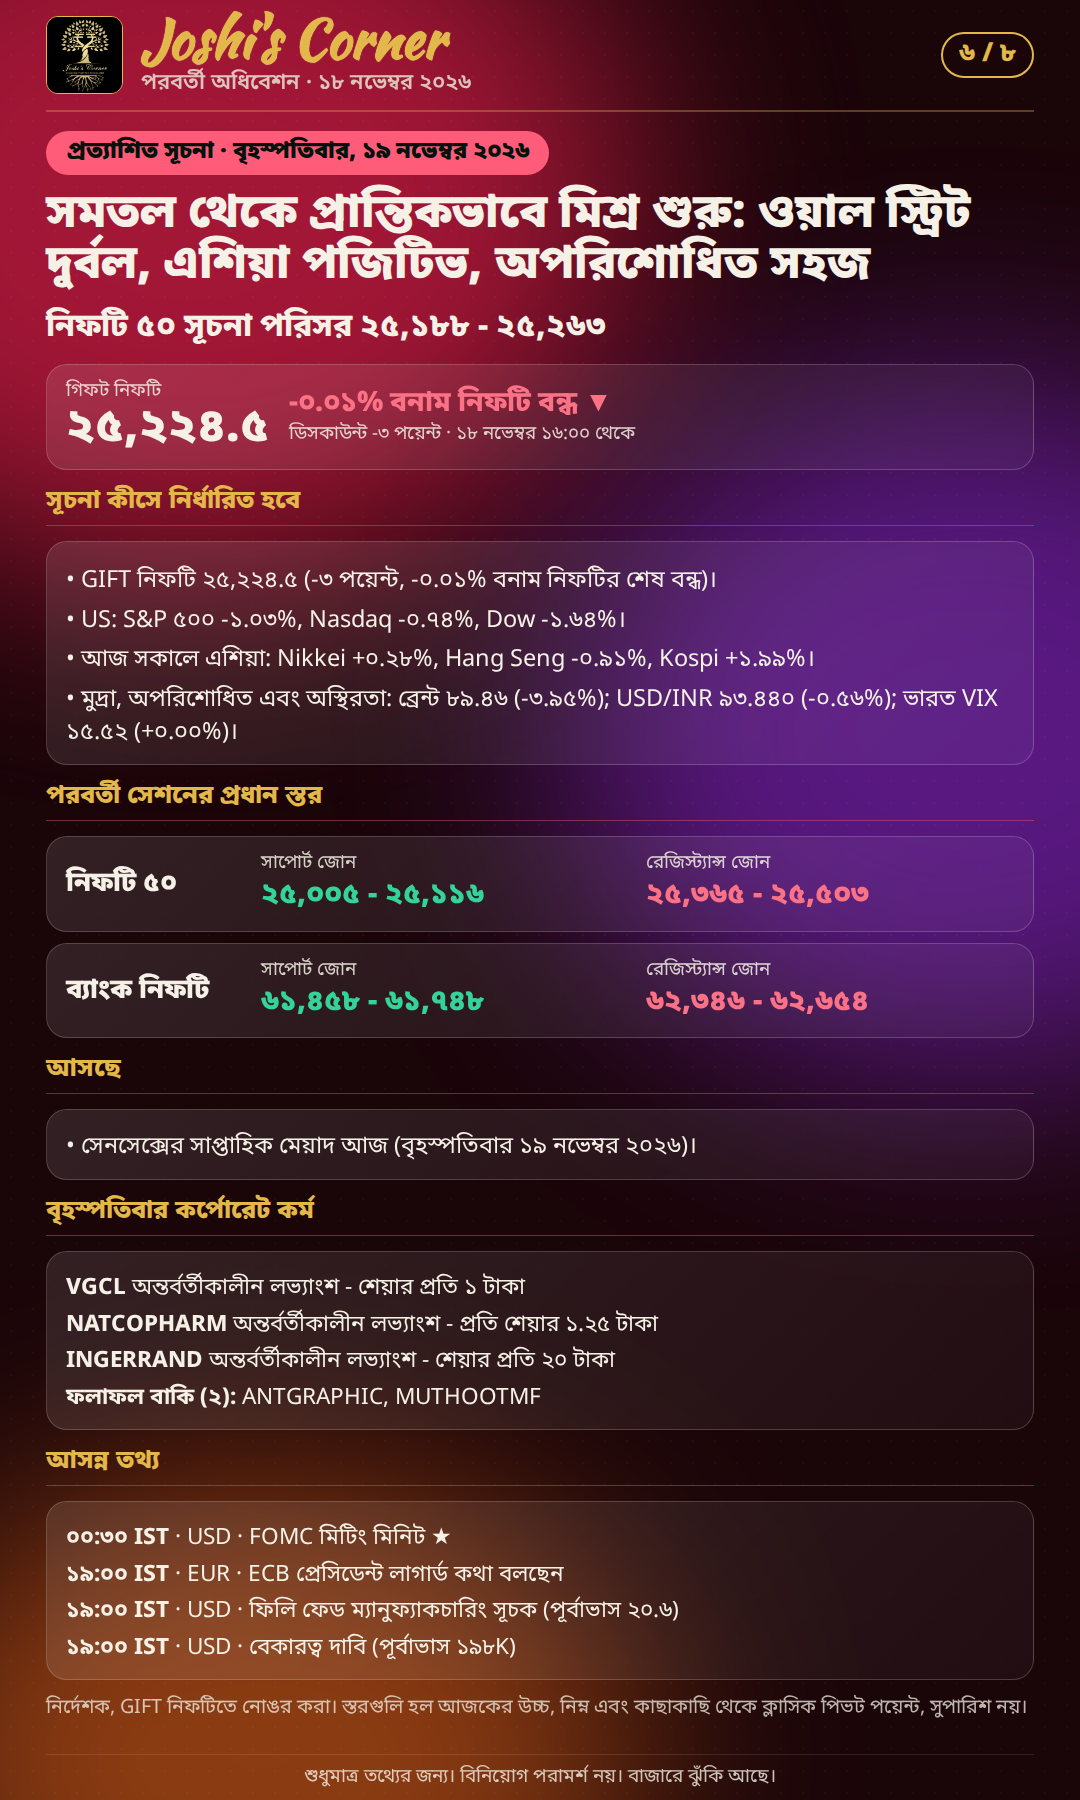 Joshi's Corner
পরবর্তী অধিবেশন · ১৮ নভেম্বর ২০২৬
৬ / ৮
প্রত্যাশিত সূচনা · বৃহস্পতিবার, ১৯ নভেম্বর ২০২৬
সমতল থেকে প্রান্তিকভাবে মিশ্র শুরু: ওয়াল স্ট্রিট
দুর্বল, এশিয়া পজিটিভ, অপরিশোধিত সহজ
নিফটি ৫০ সূচনা পরিসর ২৫,১৮৮ - ২৫,২৬৩
গিফট নিফটি
২৫,২২৪.৫
-০.০১% বনাম নিফটি বন্ধ ▼
ডিসকাউন্ট -৩ পয়েন্ট · ১৮ নভেম্বর ১৬:০০ থেকে
সূচনা কীসে নির্ধারিত হবে
• GIFT নিফটি ২৫,২২৪.৫ (-৩ পয়েন্ট, -০.০১% বনাম নিফটির শেষ বন্ধ)।
• US: S&P ৫০০ -১.০৩%, Nasdaq -০.৭৪%, Dow -১.৬৪%।
• আজ সকালে এশিয়া: Nikkei +০.২৮%, Hang Seng -০.৯১%, Kospi +১.৯৯%।
• মুদ্রা, অপরিশোধিত এবং অস্থিরতা: ব্রেন্ট ৮৯.৪৬ (-৩.৯৫%); USD/INR ৯৩.৪৪০ (-০.৫৬%); ভারত VIX
১৫.৫২ (+০.০০%)।
পরবর্তী সেশনের প্রধান স্তর
নিফটি ৫০
সাপোর্ট জোন
২৫,০০৫ - ২৫,১১৬
রেজিস্ট্যান্স জোন
২৫,৩৬৫ - ২৫,৫০৩
ব্যাংক নিফটি
সাপোর্ট জোন
৬১,৪৫৮ - ৬১,৭৪৮
রেজিস্ট্যান্স জোন
৬২,৩৪৬ - ৬২,৬৫৪
আসছে
• সেনসেক্সের সাপ্তাহিক মেয়াদ আজ (বৃহস্পতিবার ১৯ নভেম্বর ২০২৬)।
বৃহস্পতিবার কর্পোরেট কর্ম
VGCL অন্তর্বর্তীকালীন লভ্যাংশ - শেয়ার প্রতি ১ টাকা
NATCOPHARM অন্তর্বর্তীকালীন লভ্যাংশ - প্রতি শেয়ার ১.২৫ টাকা
INGERRAND অন্তর্বর্তীকালীন লভ্যাংশ - শেয়ার প্রতি ২০ টাকা
ফলাফল বাকি (২): ANTGRAPHIC, MUTHOOTMF
আসন্ন তথ্য
০০:৩০ IST · USD · FOMC মিটিং মিনিট ★
১৯:০০ IST · EUR · ECB প্রেসিডেন্ট লাগার্ড কথা বলছেন
১৯:০০ IST · USD · ফিলি ফেড ম্যানুফ্যাকচারিং সূচক (পূর্বাভাস ২০.৬)
১৯:০০ IST · USD · বেকারত্ব দাবি (পূর্বাভাস ১৯৮K)
নির্দেশক, GIFT নিফটিতে নোঙর করা। স্তরগুলি হল আজকের উচ্চ, নিম্ন এবং কাছাকাছি থেকে ক্লাসিক পিভট পয়েন্ট, সুপারিশ নয়।
শুধুমাত্র তথ্যের জন্য। বিনিয়োগ পরামর্শ নয়। বাজারে ঝুঁকি আছে।